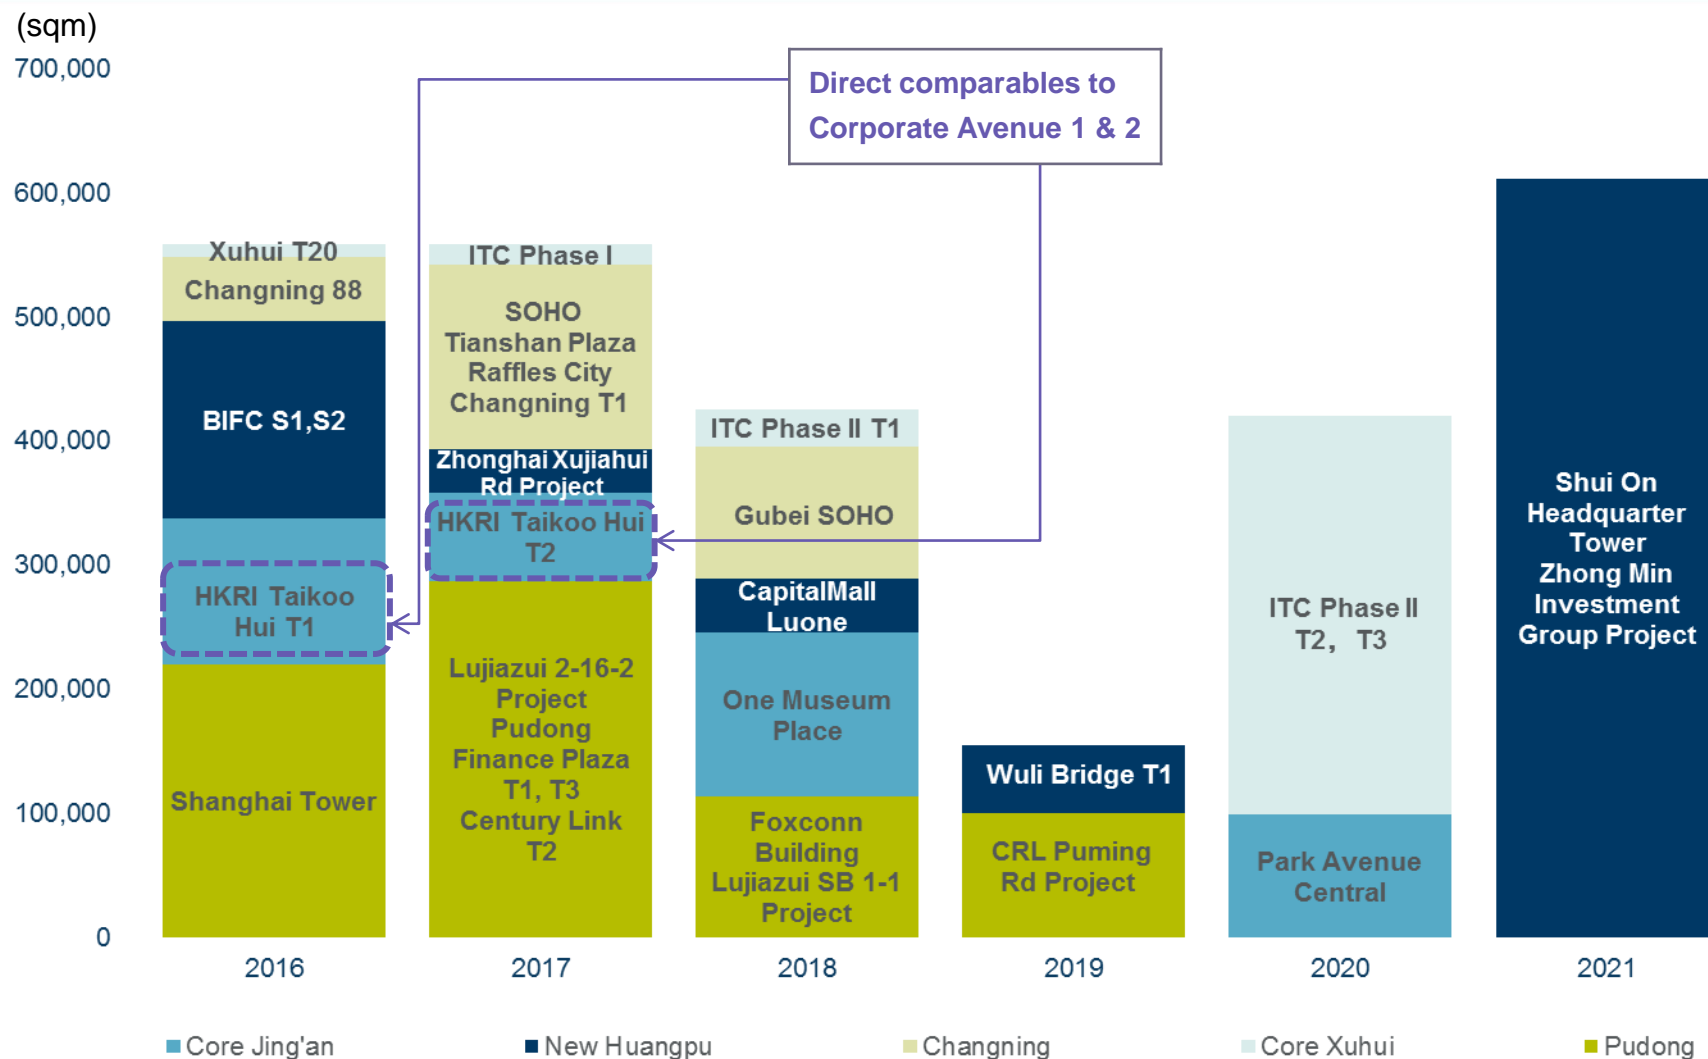 (sqm)
700,000
600,000
500,000
400,000
300,000
200,000
100,000
0
Direct comparables to
Corporate Avenue 1 & 2
Xuhui T20
Changning 88
BIFC S1,S2
HKRI Taikoo
Hui T1
Shanghai Tower
ITC Phase I
SOHO
Tianshan Plaza
Raffles City
Changning T1
Zhonghai Xujiahui
Rd Project
HKRI Taikoo Hui
T2
Lujiazui 2-16-2
Project
Pudong
Finance Plaza
T1, T3
Century Link
T2
ITC Phase II T1
Gubei SOHO
CapitalMall
Luone
One Museum
Place
Foxconn
Building
Lujiazui SB 1-1
Project
Wuli Bridge T1
CRL Puming
Rd Project
ITC Phase II
T2, T3
Park Avenue
Central
Shui On
Headquarter
Tower
Zhong Min
Investment
Group Project
2016
2017
2018
2019
2020
2021
Core Jing'an
New Huangpu
Changning
Core Xuhui
Pudong